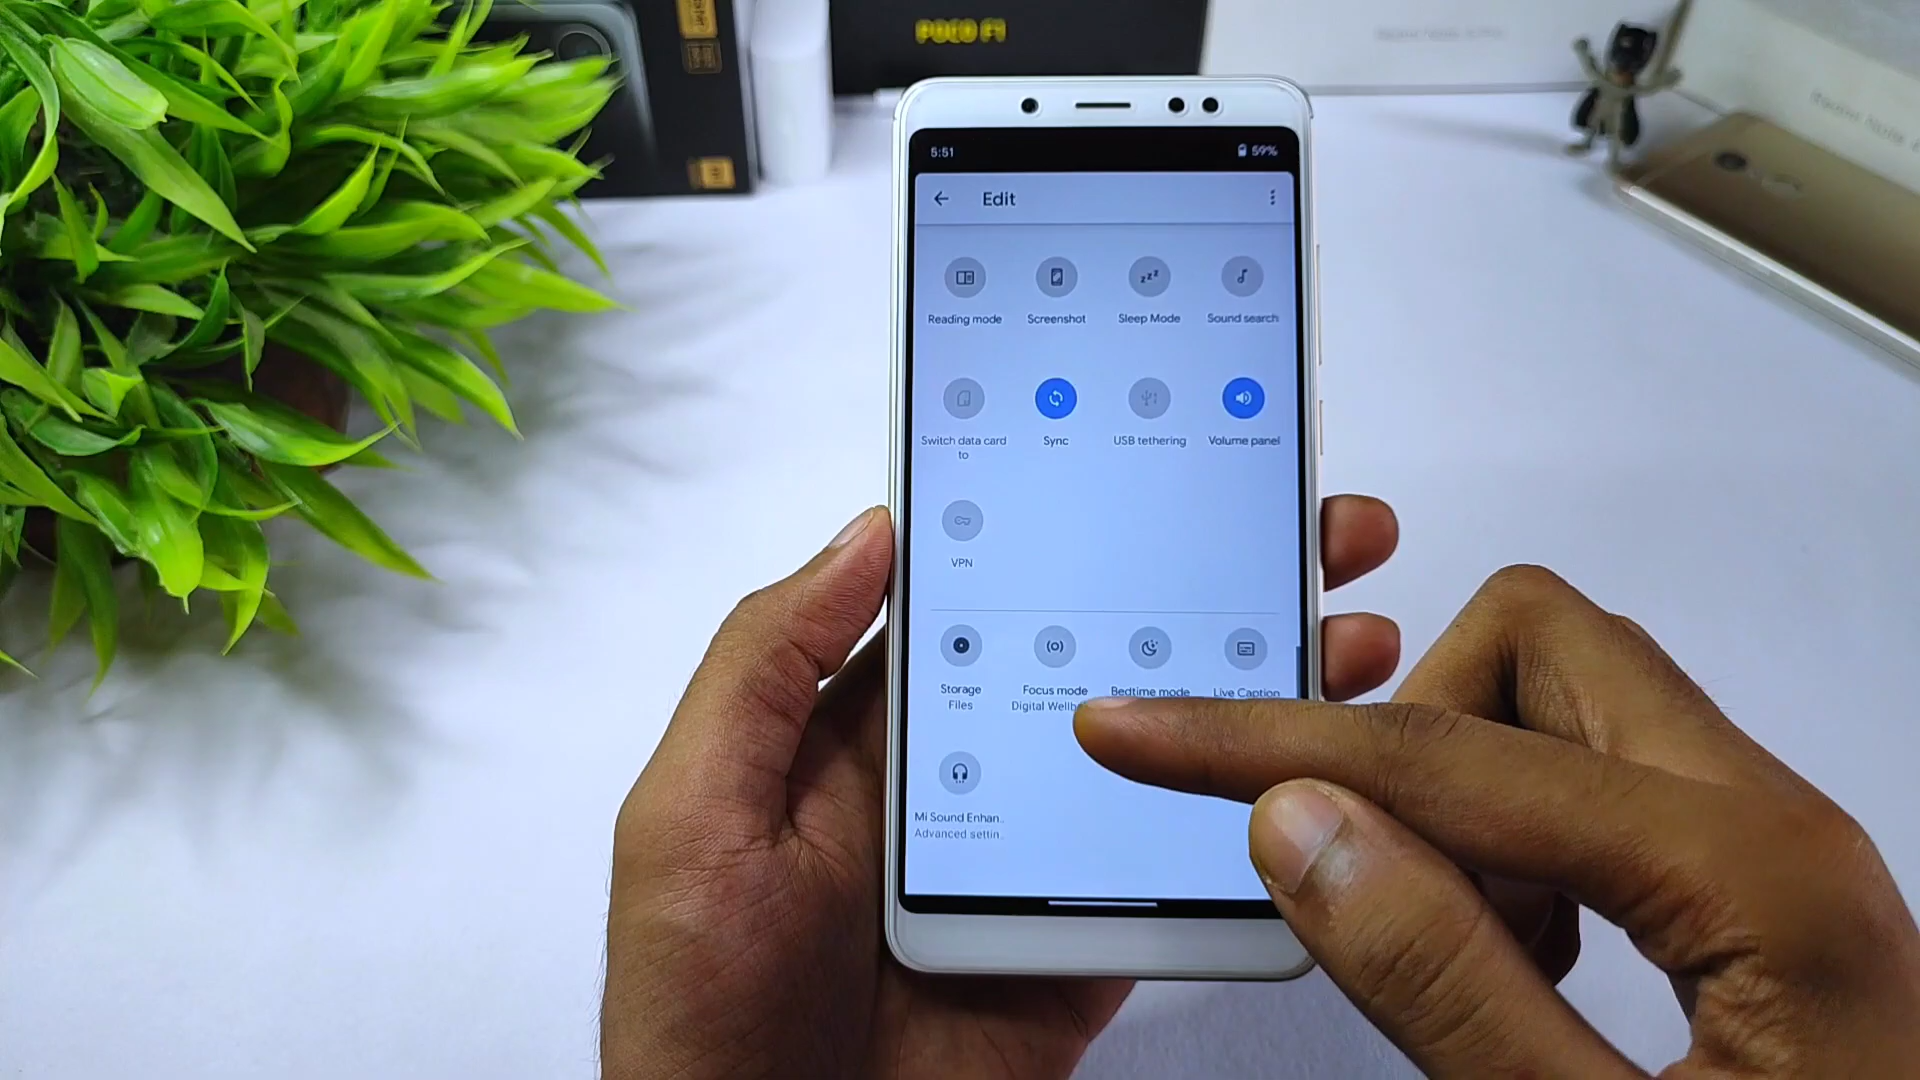 POCO F1
5:51
59%
Edit
Reading mode
Screenshot
Sleep Mode
Sound search
Switch data card
to
Sync
USB tethering
Volume panel
VPN
Storage
Files
Focus mode
Digital Wellb
Bedtime mode
Live Caption
Mi Sound Enhan..
Advanced settin..